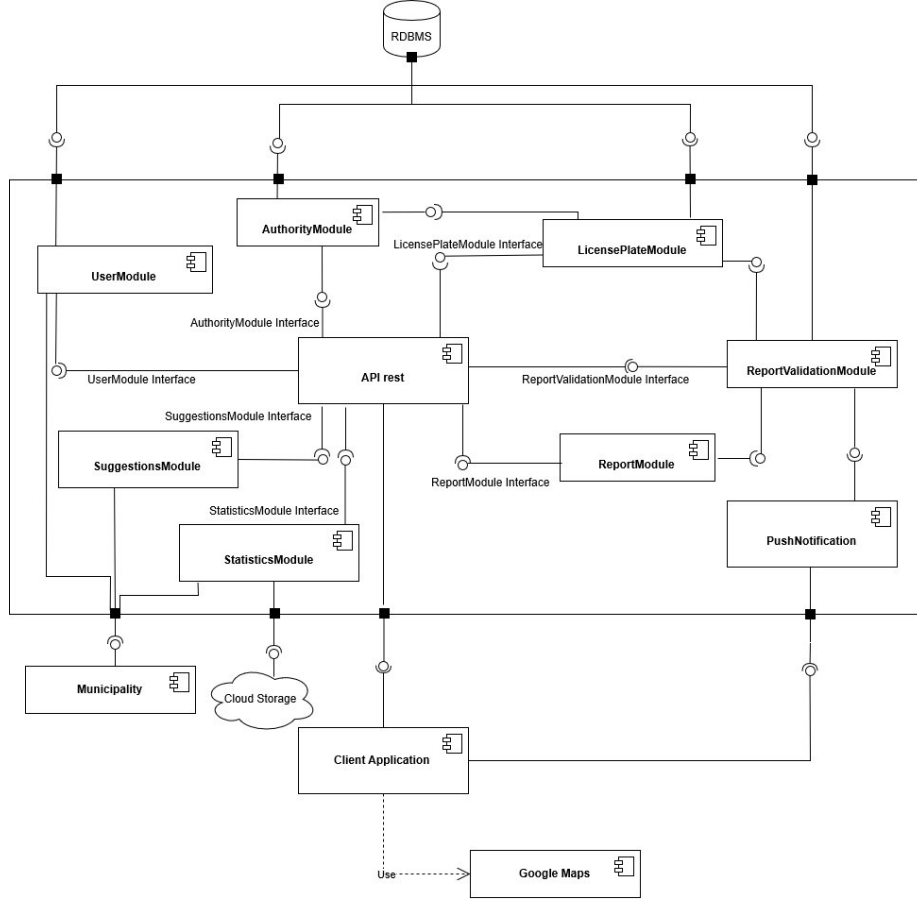 RDBMS
AuthorityModule
LicensePlateModule Interface
LicensePlateModule
UserModule
AuthorityModule Interface
API rest
UserModule Interface
ReportValidationModule Interface
ReportValidationModule
SuggestionsModule Interface
SuggestionsModule
ReportModule
ReportModule Interface
StatisticsModule Interface
StatisticsModule
PushNotification
Municipality
Cloud Storage
Client Application
Use
Google Maps